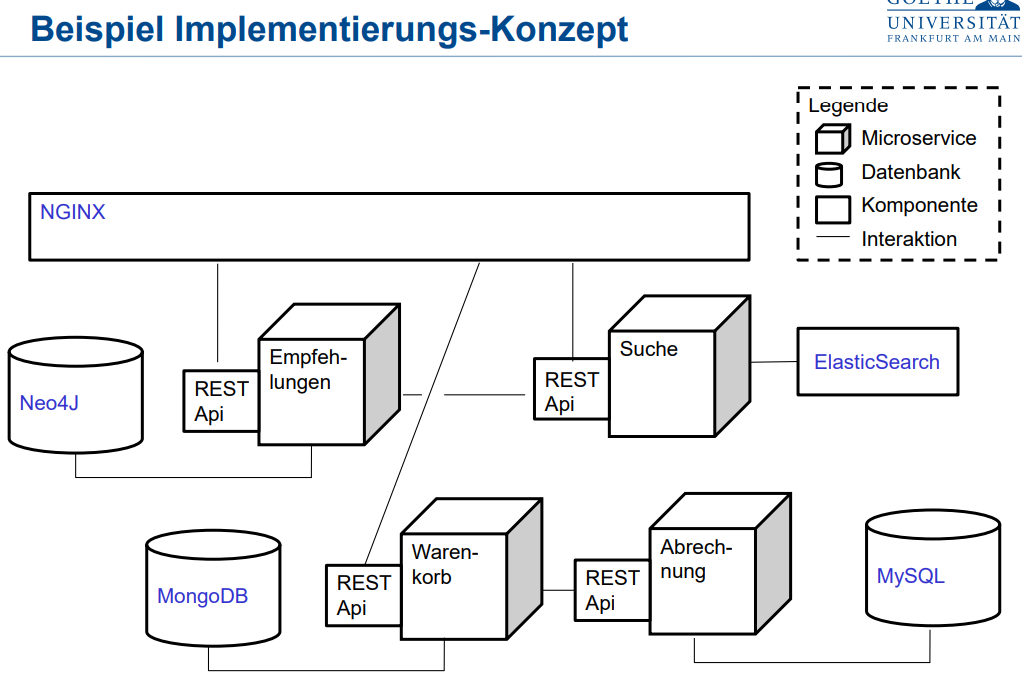 Beispiel Implementierungs-Konzept
GOETHE
UNIVERSITÄT
FRANKFURT AM MAIN
Legende
Microservice
Datenbank
Komponente
Interaktion
NGINX
Neo4J
REST
Api
Empfeh-
lungen
REST
Api
Suche
ElasticSearch
MongoDB
REST
Api
Waren-
korb
REST
Api
Abrech-
nung
MySQL